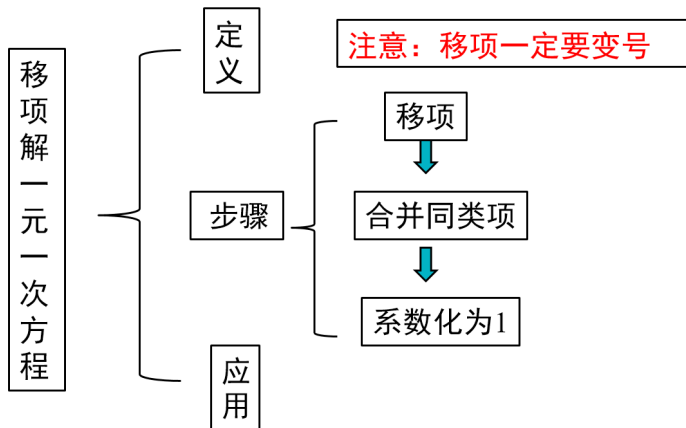 移项解一元一次方程
定义
注意：移项一定要变号
步骤
移项
合并同类项
系数化为1
应用